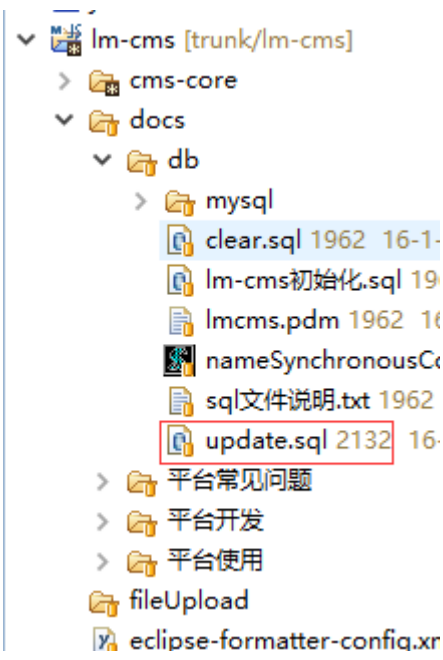 lm-cms [trunk/lm-cms]
cms-core
docs
db
mysql
clear.sql 1962 16-1-
lm-cms初始化.sql 19
lmcms.pdm 1962 16
nameSynchronousCo
sql文件说明.txt 1962
update.sql 2132 16-
平台常见问题
平台开发
平台使用
fileUpload
eclipse-formatter-config.xm